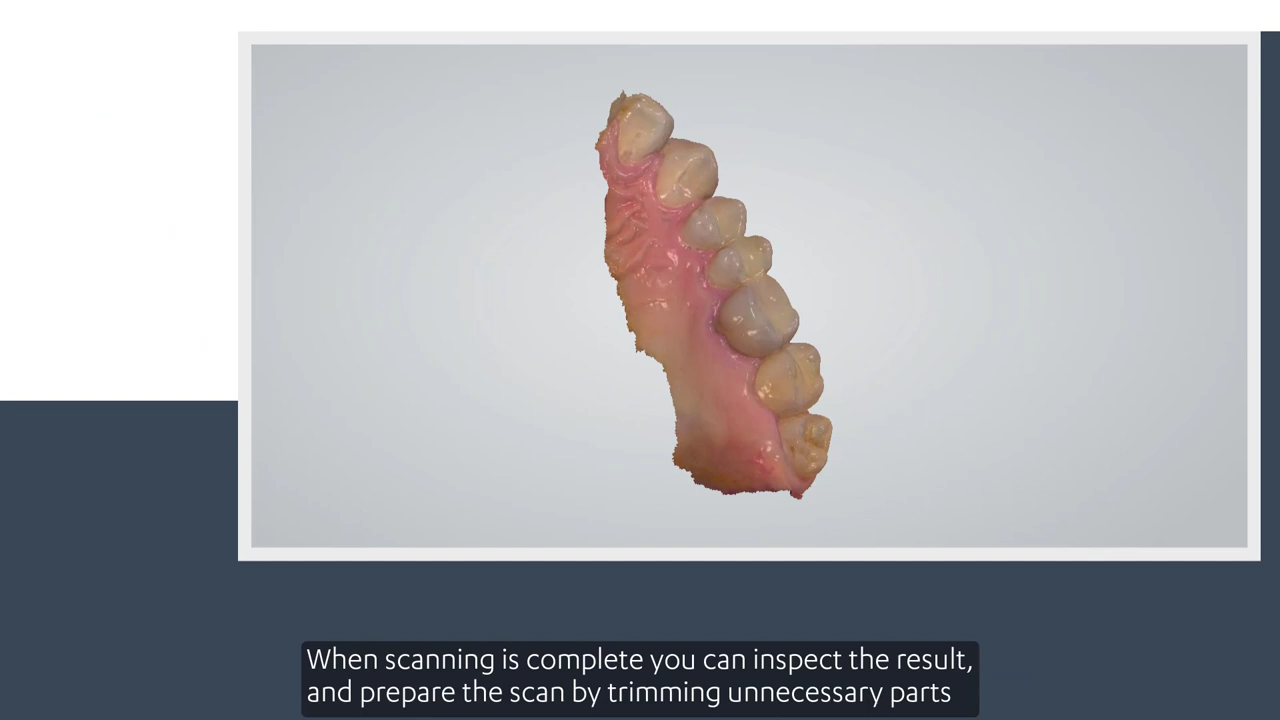 When scanning is complete you can inspect the result,
and prepare the scan by trimming unnecessary parts